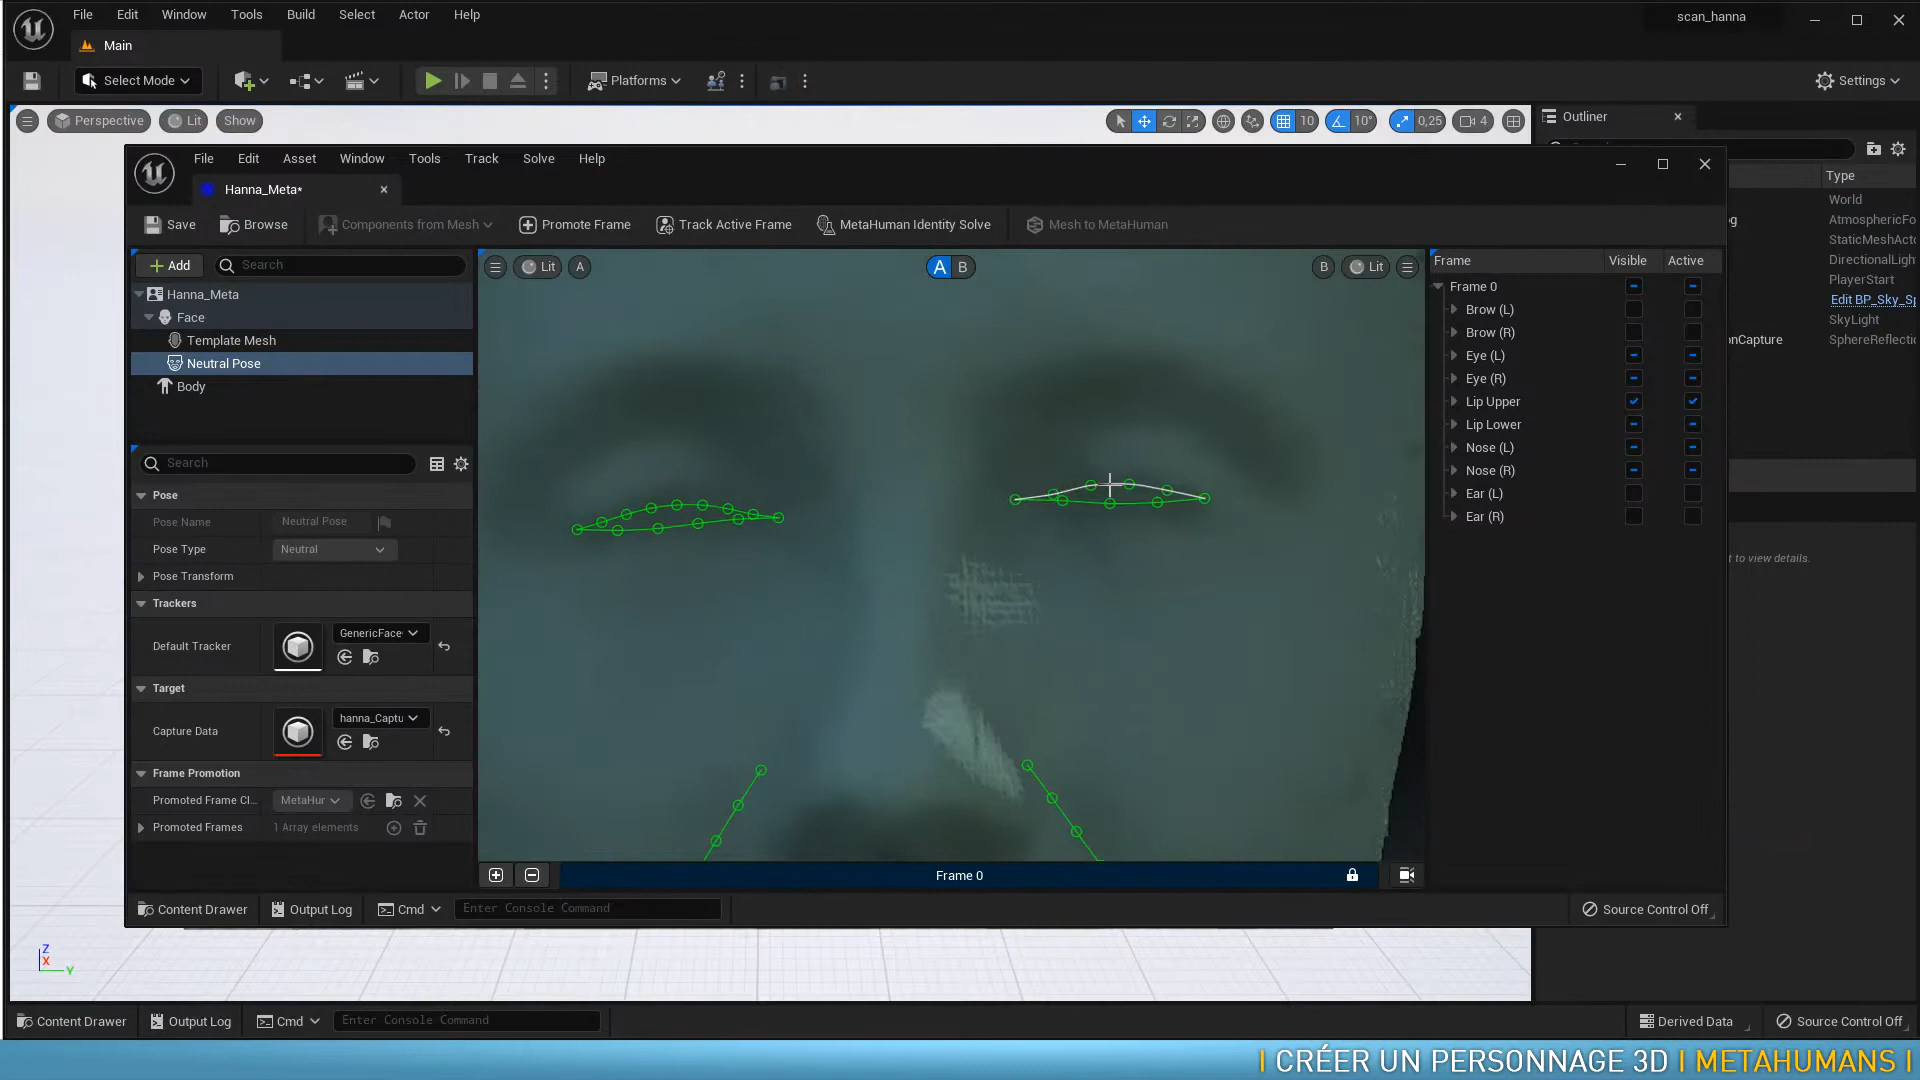 File Edit Window Tools Build Select Actor Help
scan_hanna
Main
Select Mode
Platforms
Settings
Perspective Lit Show
10 10° 0,25 4
Outliner
Type
World
AtmosphericFo
StaticMeshActo
DirectionalLigh
PlayerStart
Edit BP_Sky_Sp
SkyLight
onCapture SphereReflectio
g
t to view details.
File Edit Asset Window Tools Track Solve Help
Hanna_Meta*
Save Browse Components from Mesh Promote Frame Track Active Frame MetaHuman Identity Solve Mesh to MetaHuman
Add Search
Hanna_Meta
Face
Template Mesh
Neutral Pose
Body
Search
Pose
Pose Name Neutral Pose
Pose Type Neutral
Pose Transform
Trackers
Default Tracker GenericFace
Target
Capture Data hanna_Captu
Frame Promotion
Promoted Frame Cl... MetaHur
Promoted Frames 1 Array elements
Lit A
A B
B Lit
Frame 0
Frame Visible Active
Frame 0
Brow (L)
Brow (R)
Eye (L)
Eye (R)
Lip Upper
Lip Lower
Nose (L)
Nose (R)
Ear (L)
Ear (R)
Content Drawer Output Log Cmd Enter Console Command
Source Control Off
Z
X
Y
Content Drawer Output Log Cmd Enter Console Command
Derived Data Source Control Off
I CRÉER UN PERSONNAGE 3D I METAHUMANS I